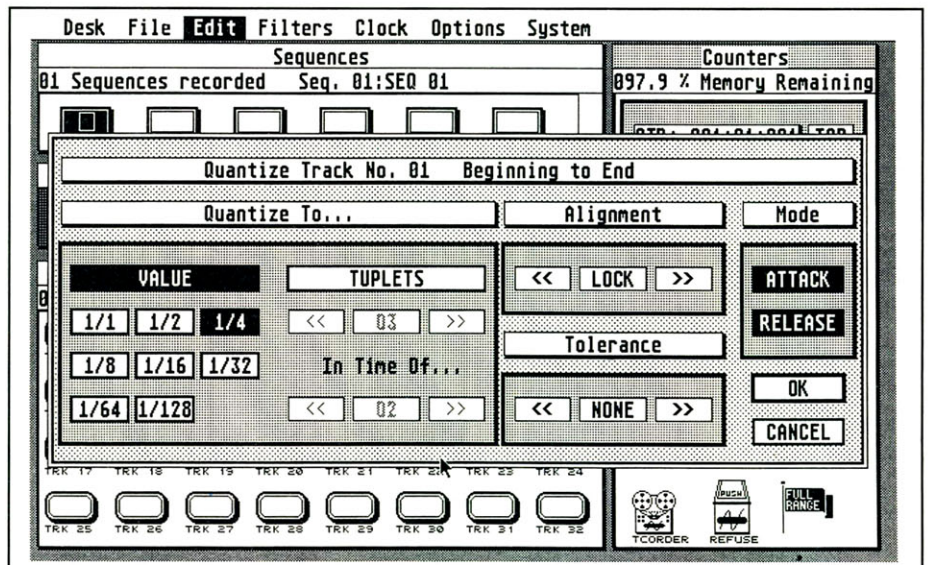 Desk File Edit Filters Clock Options System
Sequences
01 Sequences recorded Seq. 01:SEQ 01
Counters
097.9 % Memory Remaining
Quantize Track No. 01 Beginning to End
Quantize To...
Alignment
Mode
VALUE
TUPLETS
<< LOCK >>
ATTACK
1/1 1/2 1/4
<< 03 >>
RELEASE
Tolerance
1/8 1/16 1/32
In Time Of...
OK
1/64 1/128
<< 02 >>
<< NONE >>
CANCEL
TRK 17 TRK 18 TRK 19 TRK 20 TRK 21 TRK 22 TRK 23 TRK 24
TRK 25 TRK 26 TRK 27 TRK 28 TRK 29 TRK 30 TRK 31 TRK 32
TCORDER
PUSH
REFUSE
FULL
RANGE